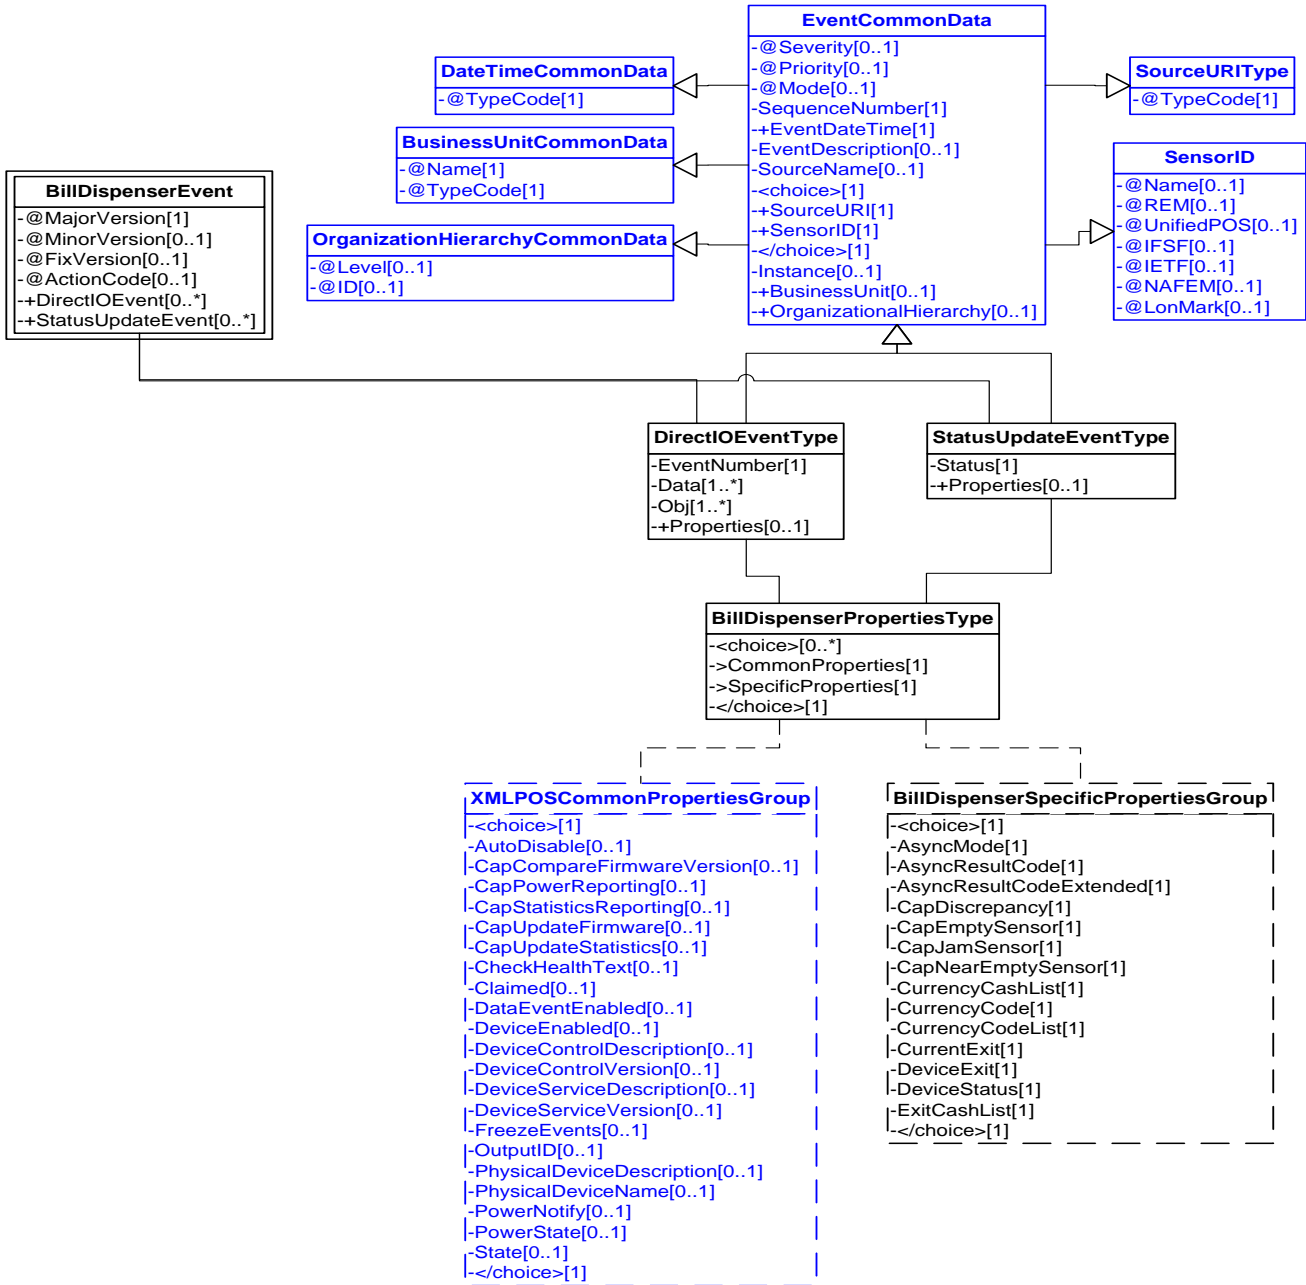 EventCommonData
-@Severity[0..1]
-@Priority[0..1]
-@Mode[0..1]
-SequenceNumber[1]
-+EventDateTime[1]
-EventDescription[0..1]
-SourceName[0..1]
-<choice>[1]
-+SourceURI[1]
-+SensorID[1]
-</choice>[1]
-Instance[0..1]
-+BusinessUnit[0..1]
-+OrganizationalHierarchy[0..1]
DateTimeCommonData
-@TypeCode[1]
SourceURIType
-@TypeCode[1]
BusinessUnitCommonData
-@Name[1]
-@TypeCode[1]
SensorID
-@Name[0..1]
-@REM[0..1]
-@UnifiedPOS[0..1]
-@IFSF[0..1]
-@IETF[0..1]
-@NAFEM[0..1]
-@LonMark[0..1]
BillDispenserEvent
-@MajorVersion[1]
-@MinorVersion[0..1]
-@FixVersion[0..1]
-@ActionCode[0..1]
-+DirectIOEvent[0..*]
-+StatusUpdateEvent[0..*]
OrganizationHierarchyCommonData
-@Level[0..1]
-@ID[0..1]
DirectIOEventType
-EventNumber[1]
-Data[1..*]
-Obj[1..*]
-+Properties[0..1]
StatusUpdateEventType
-Status[1]
-+Properties[0..1]
BillDispenserPropertiesType
-<choice>[0..*]
->CommonProperties[1]
->SpecificProperties[1]
-</choice>[1]
XMLPOSCommonPropertiesGroup
-<choice>[1]
-AutoDisable[0..1]
-CapCompareFirmwareVersion[0..1]
-CapPowerReporting[0..1]
-CapStatisticsReporting[0..1]
-CapUpdateFirmware[0..1]
-CapUpdateStatistics[0..1]
-CheckHealthText[0..1]
-Claimed[0..1]
-DataEventEnabled[0..1]
-DeviceEnabled[0..1]
-DeviceControlDescription[0..1]
-DeviceControlVersion[0..1]
-DeviceServiceDescription[0..1]
-DeviceServiceVersion[0..1]
-FreezeEvents[0..1]
-OutputID[0..1]
-PhysicalDeviceDescription[0..1]
-PhysicalDeviceName[0..1]
-PowerNotify[0..1]
-PowerState[0..1]
-State[0..1]
-</choice>[1]
BillDispenserSpecificPropertiesGroup
-<choice>[1]
-AsyncMode[1]
-AsyncResultCode[1]
-AsyncResultCodeExtended[1]
-CapDiscrepancy[1]
-CapEmptySensor[1]
-CapJamSensor[1]
-CapNearEmptySensor[1]
-CurrencyCashList[1]
-CurrencyCode[1]
-CurrencyCodeList[1]
-CurrentExit[1]
-DeviceExit[1]
-DeviceStatus[1]
-ExitCashList[1]
-</choice>[1]